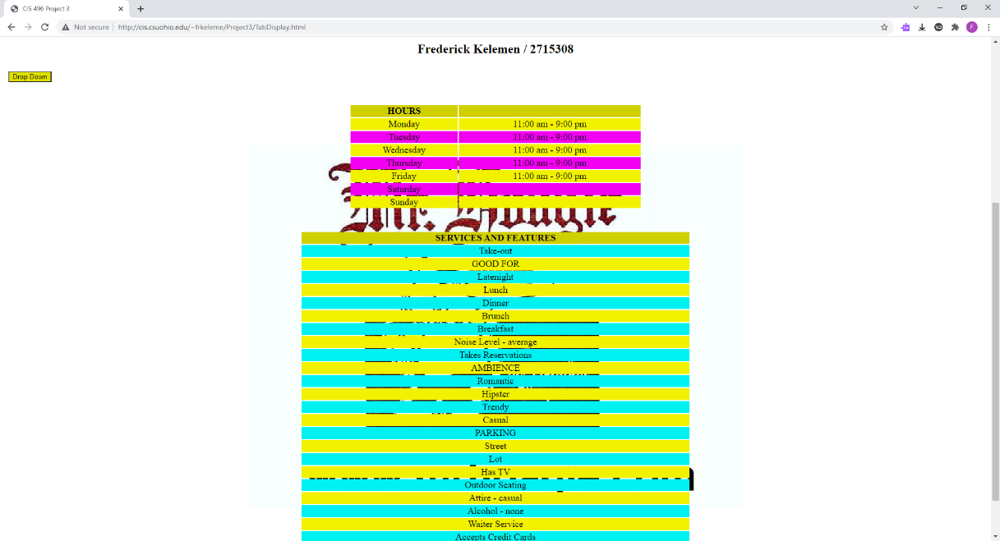 CIS 496 Project 3
Not secure
http://cis.csuohio.edu/~frkeleme/Project3/TabDisplay.html
F
Frederick Kelemen / 2715308
Drop Down
HOURS
Monday 11:00 am - 9:00 pm
Tuesday 11:00 am - 9:00 pm
Wednesday 11:00 am - 9:00 pm
Thursday 11:00 am - 9:00 pm
Friday 11:00 am - 9:00 pm
Saturday
Sunday
Mr.
SERVICES AND FEATURES
Take-out
GOOD FOR
Latenight
Lunch
Dinner
Brunch
Breakfast
Noise Level - average
Takes Reservations
AMBIENCE
Romantic
Hipster
Trendy
Casual
PARKING
Street
Lot
Has TV
Outdoor Seating
Attire - casual
Alcohol - none
Waiter Service
Accepts Credit Cards